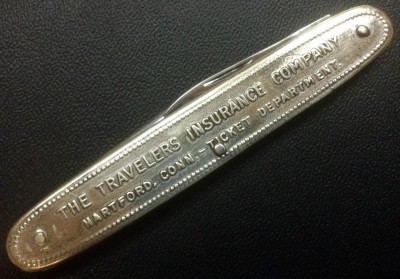 THE TRAVELERS INSURANCE COMPANY
HARTFORD, CONN.-TICKET DEPARTMENT.